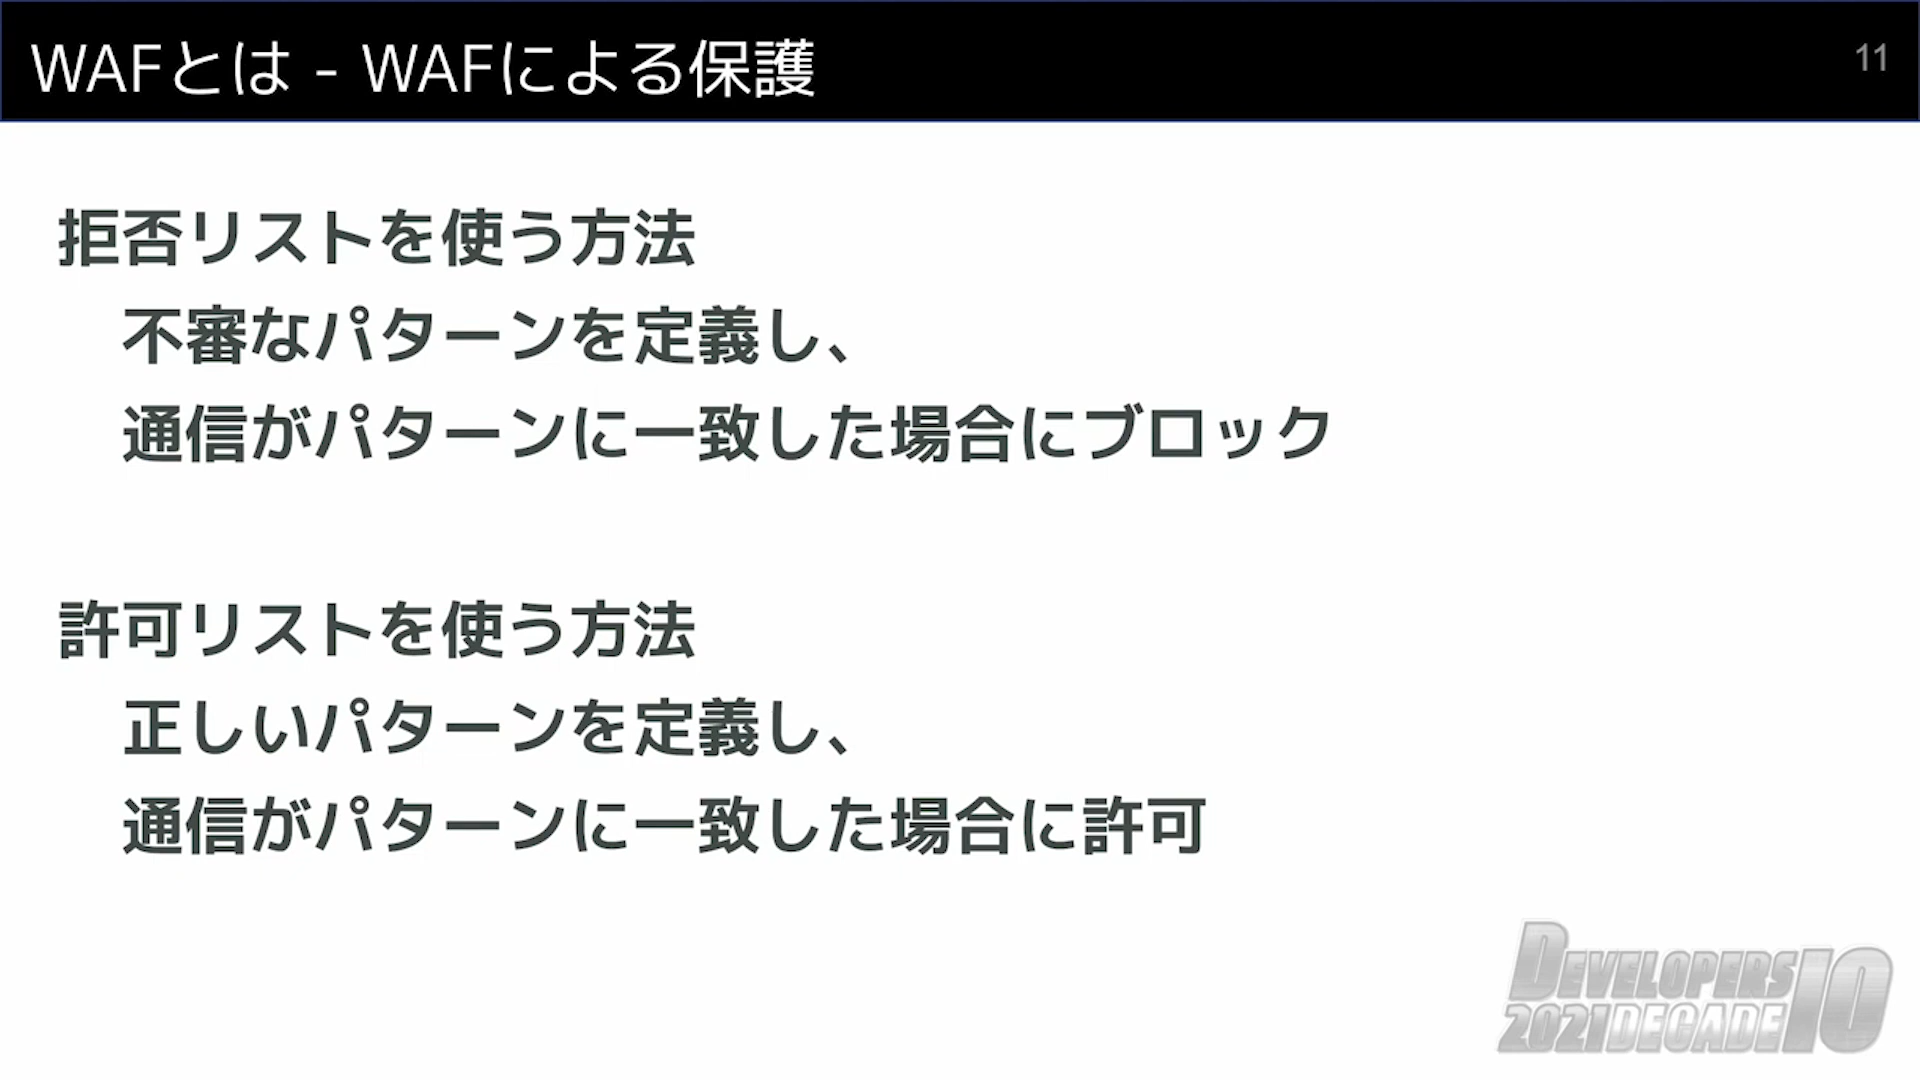 WAFとは - WAFによる保護
11
拒否リストを使う方法
不審なパターンを定義し、
通信がパターンに一致した場合にブロック
許可リストを使う方法
正しいパターンを定義し、
通信がパターンに一致した場合に許可
DEVELOPERS
2021 DECADE 10